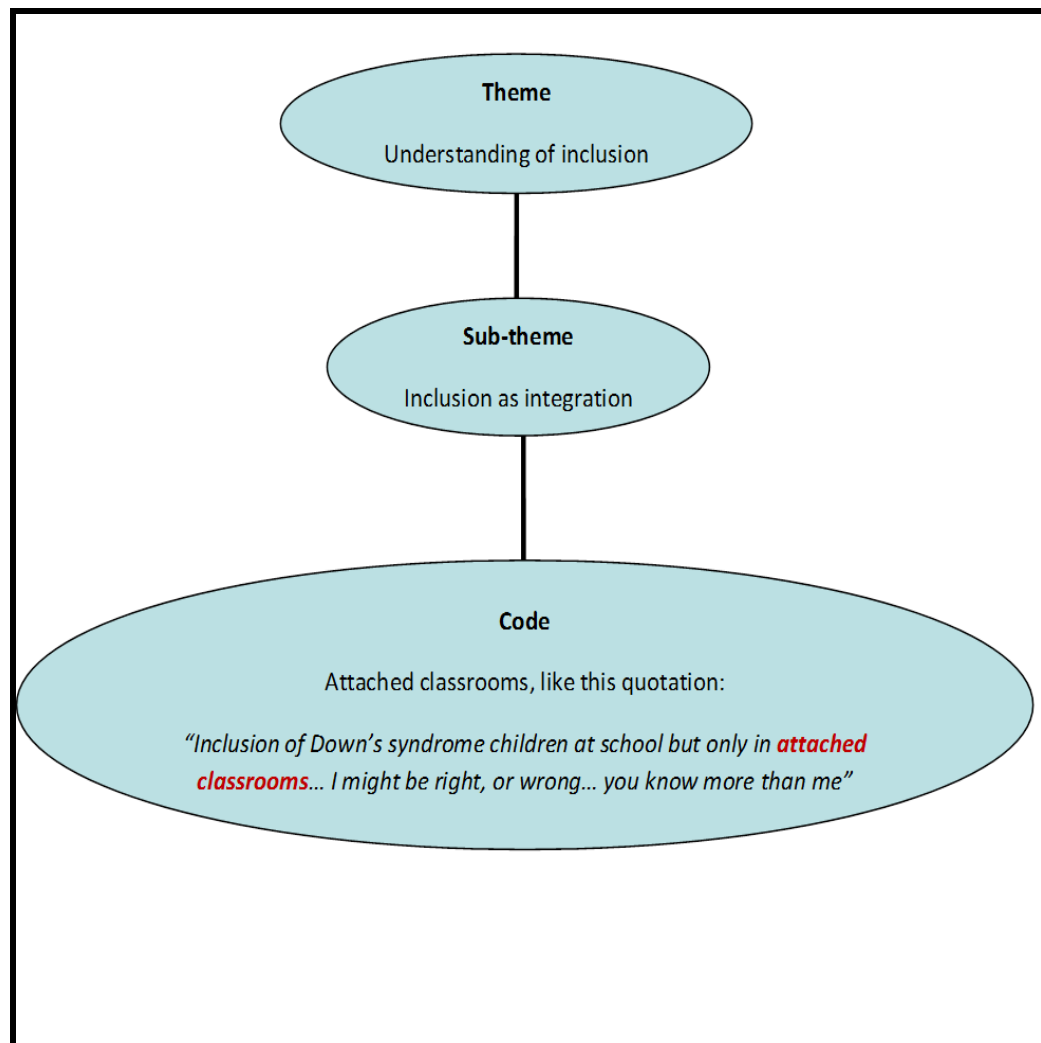 Theme
Understanding of inclusion
Sub-theme
Inclusion as integration
Code
Attached classrooms, like this quotation:
“Inclusion of Down’s syndrome children at school but only in attached
classrooms… I might be right, or wrong… you know more than me”